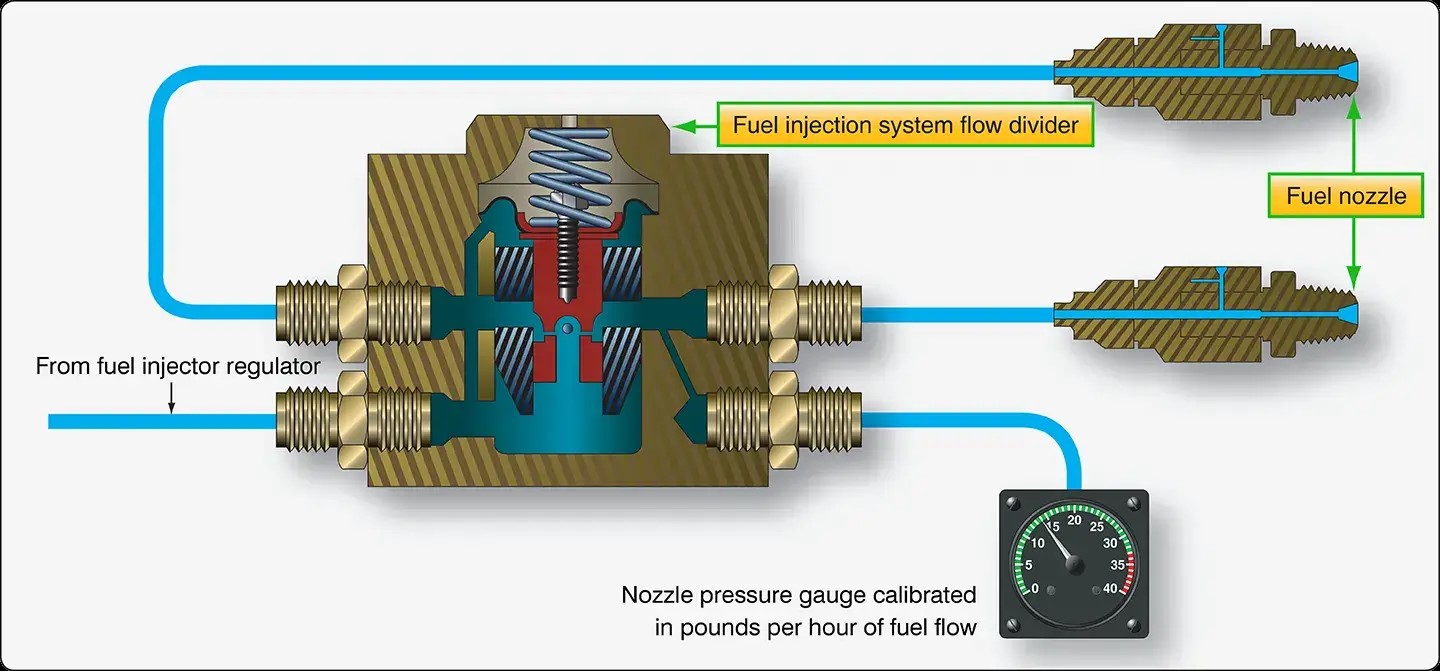 Fuel injection system flow divider
Fuel nozzle
From fuel injector regulator
0
5
10
15
20
25
30
35
40
Nozzle pressure gauge calibrated
in pounds per hour of fuel flow